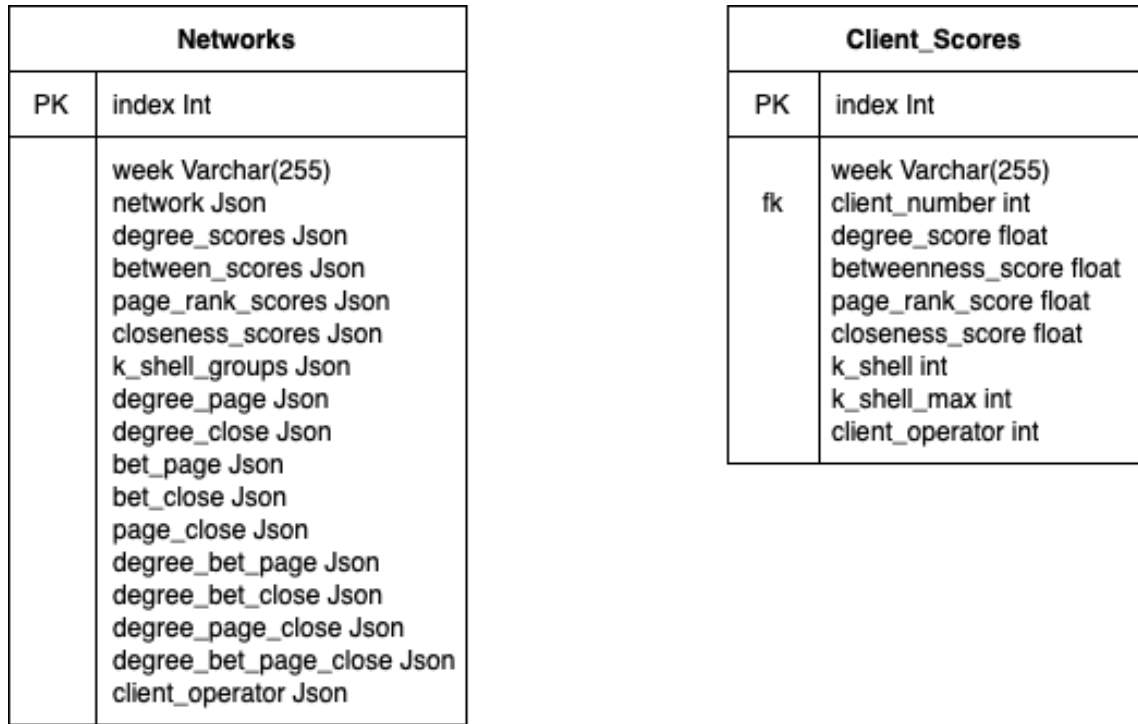 Networks
PK index Int
week Varchar(255)
network Json
degree_scores Json
between_scores Json
page_rank_scores Json
closeness_scores Json
k_shell_groups Json
degree_page Json
degree_close Json
bet_page Json
bet_close Json
page_close Json
degree_bet_page Json
degree_bet_close Json
degree_page_close Json
degree_bet_page_close Json
client_operator Json
Client_Scores
PK index Int
week Varchar(255)
fk client_number int
degree_score float
betweenness_score float
page_rank_score float
closeness_score float
k_shell int
k_shell_max int
client_operator int